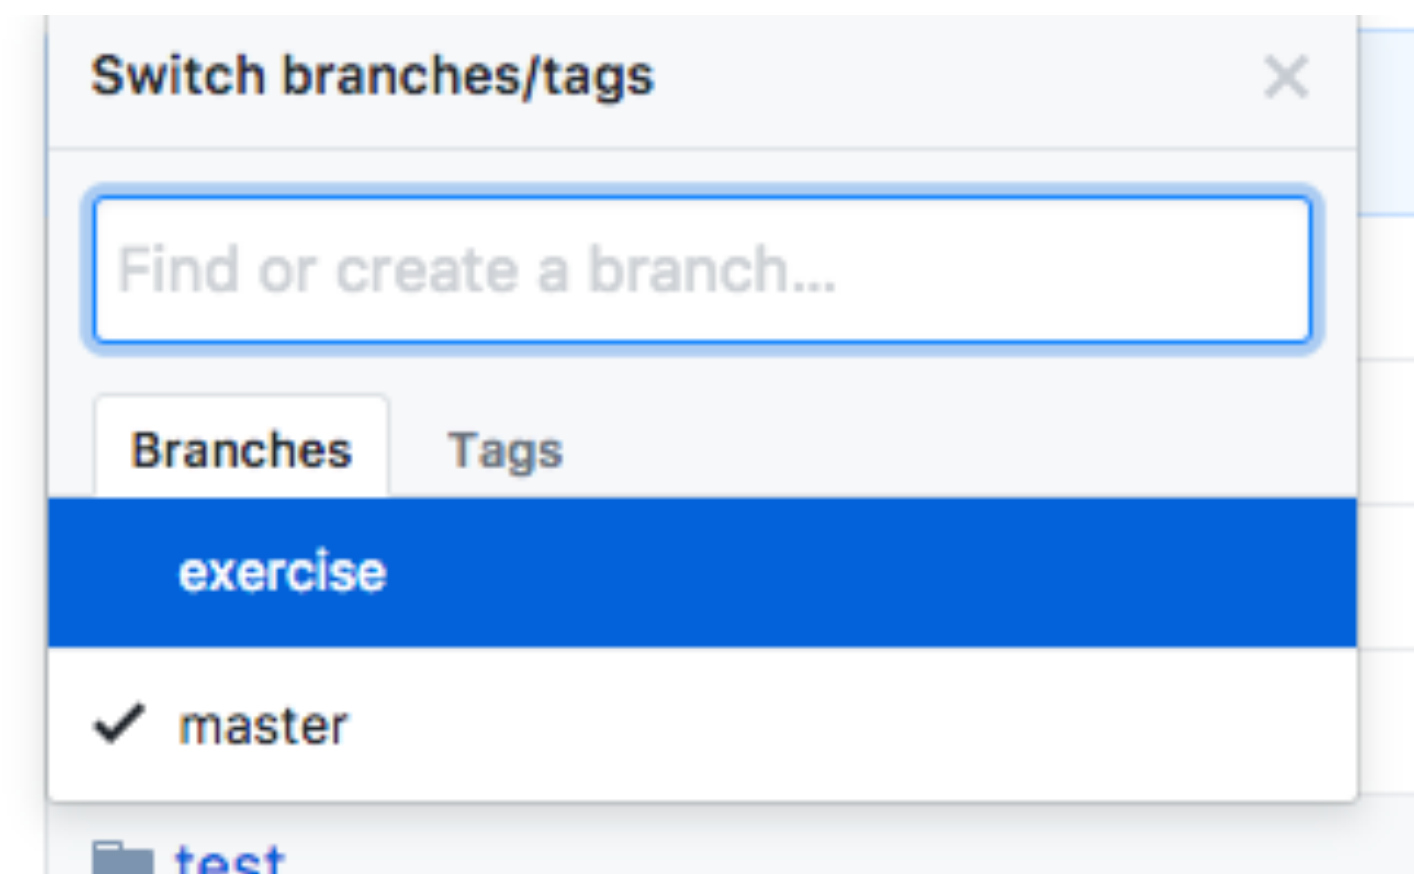 Switch branches/tags
Find or create a branch...
Branches Tags
exercise
master
test